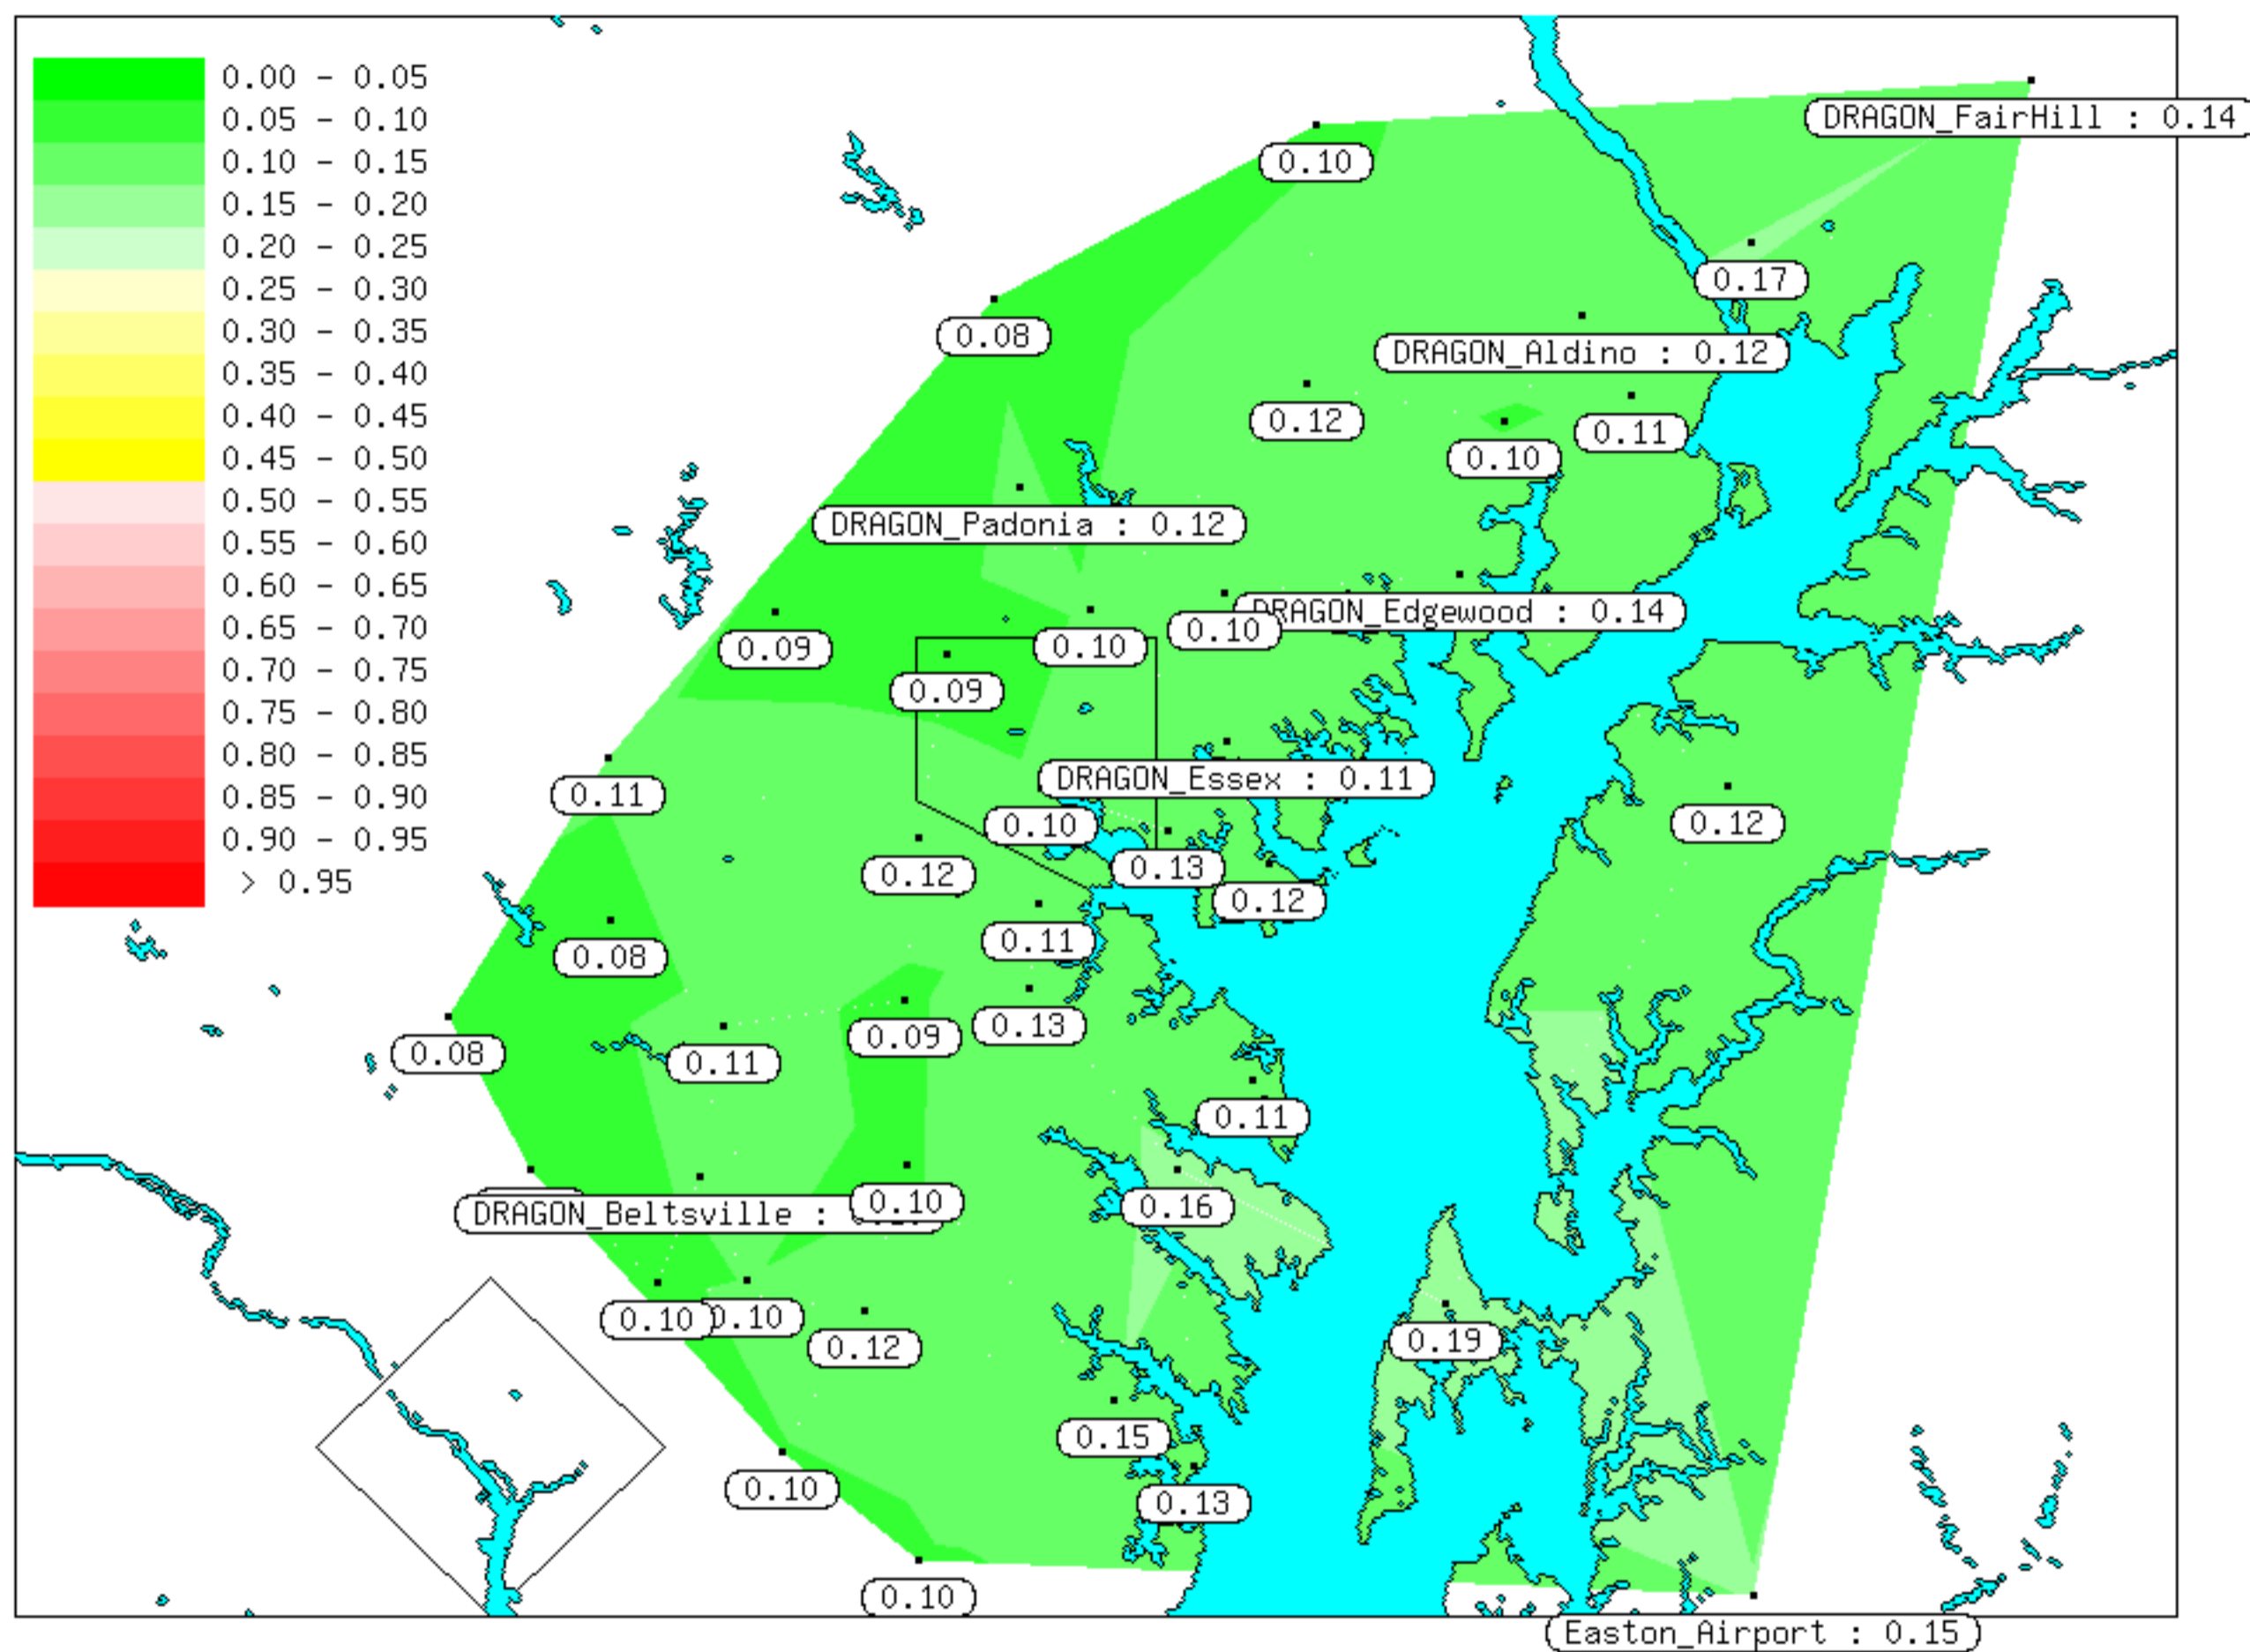 0.00 - 0.05
0.05 - 0.10
0.10 - 0.15
0.15 - 0.20
0.20 - 0.25
0.25 - 0.30
0.30 - 0.35
0.35 - 0.40
0.40 - 0.45
0.45 - 0.50
0.50 - 0.55
0.55 - 0.60
0.60 - 0.65
0.65 - 0.70
0.70 - 0.75
0.75 - 0.80
0.80 - 0.85
0.85 - 0.90
0.90 - 0.95
> 0.95
DRAGON_FairHill : 0.14
0.10
0.17
0.08
DRAGON_Aldino : 0.12
0.12
0.11
0.10
DRAGON_Padonia : 0.12
DRAGON_Edgewood : 0.14
0.10
0.10
0.09
0.09
DRAGON_Essex : 0.11
0.11
0.10
0.12
0.13
0.12
0.12
0.11
0.08
0.13
0.09
0.08
0.11
0.11
0.10
0.16
DRAGON_Beltsville :
0.10
0.10
0.12
0.19
0.15
0.10
0.13
0.10
Easton_Airport : 0.15